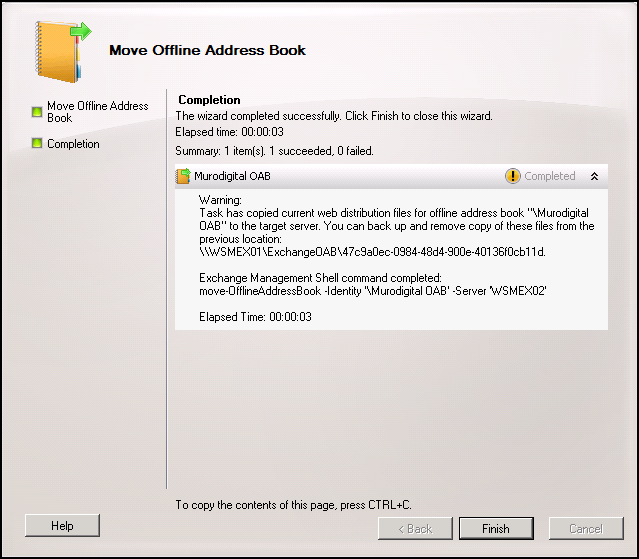 Move Offline Address Book
Move Offline Address
Book
Completion
Completion
The wizard completed successfully. Click Finish to close this wizard.
Elapsed time: 00:00:03
Summary: 1 item(s). 1 succeeded, 0 failed.
Murodigital OAB
Completed
Warning:
Task has copied current web distribution files for offline address book "\Murodigital
OAB" to the target server. You can back up and remove copy of these files from the
previous location:
\\WSMEX01\ExchangeOAB\47c9a0ec-0984-48d4-900e-40136f0cb11d.
Exchange Management Shell command completed:
move-OfflineAddressBook -Identity '\Murodigital OAB' -Server 'WSMEX02'
Elapsed Time: 00:00:03
To copy the contents of this page, press CTRL+C.
Help
< Back
Finish
Cancel